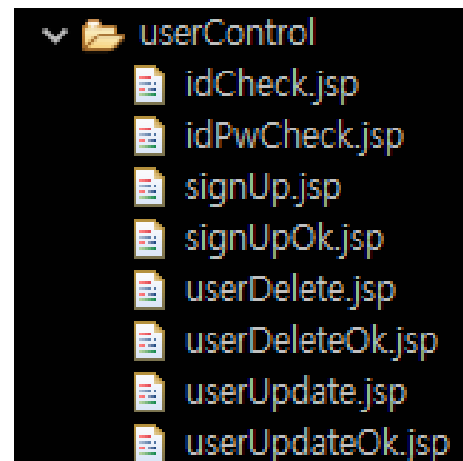 userControl
idCheck.jsp
idPwCheck.jsp
signUp.jsp
signUpOk.jsp
userDelete.jsp
userDeleteOk.jsp
userUpdate.jsp
userUpdateOk.jsp